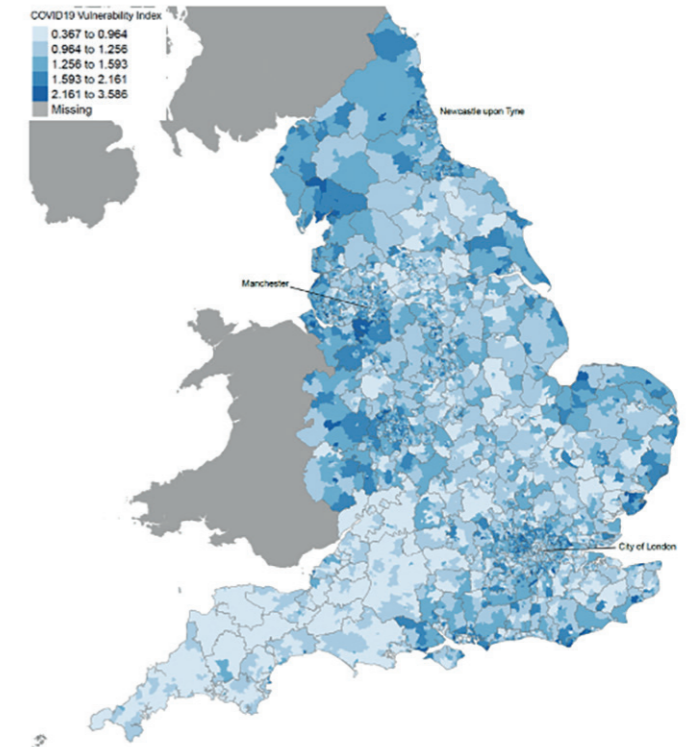 COVID19 Vulnerability Index
0.367 to 0.964
0.964 to 1.256
1.256 to 1.593
1.593 to 2.161
2.161 to 3.586
Missing
Newcastle upon Tyne
Manchester
City of London